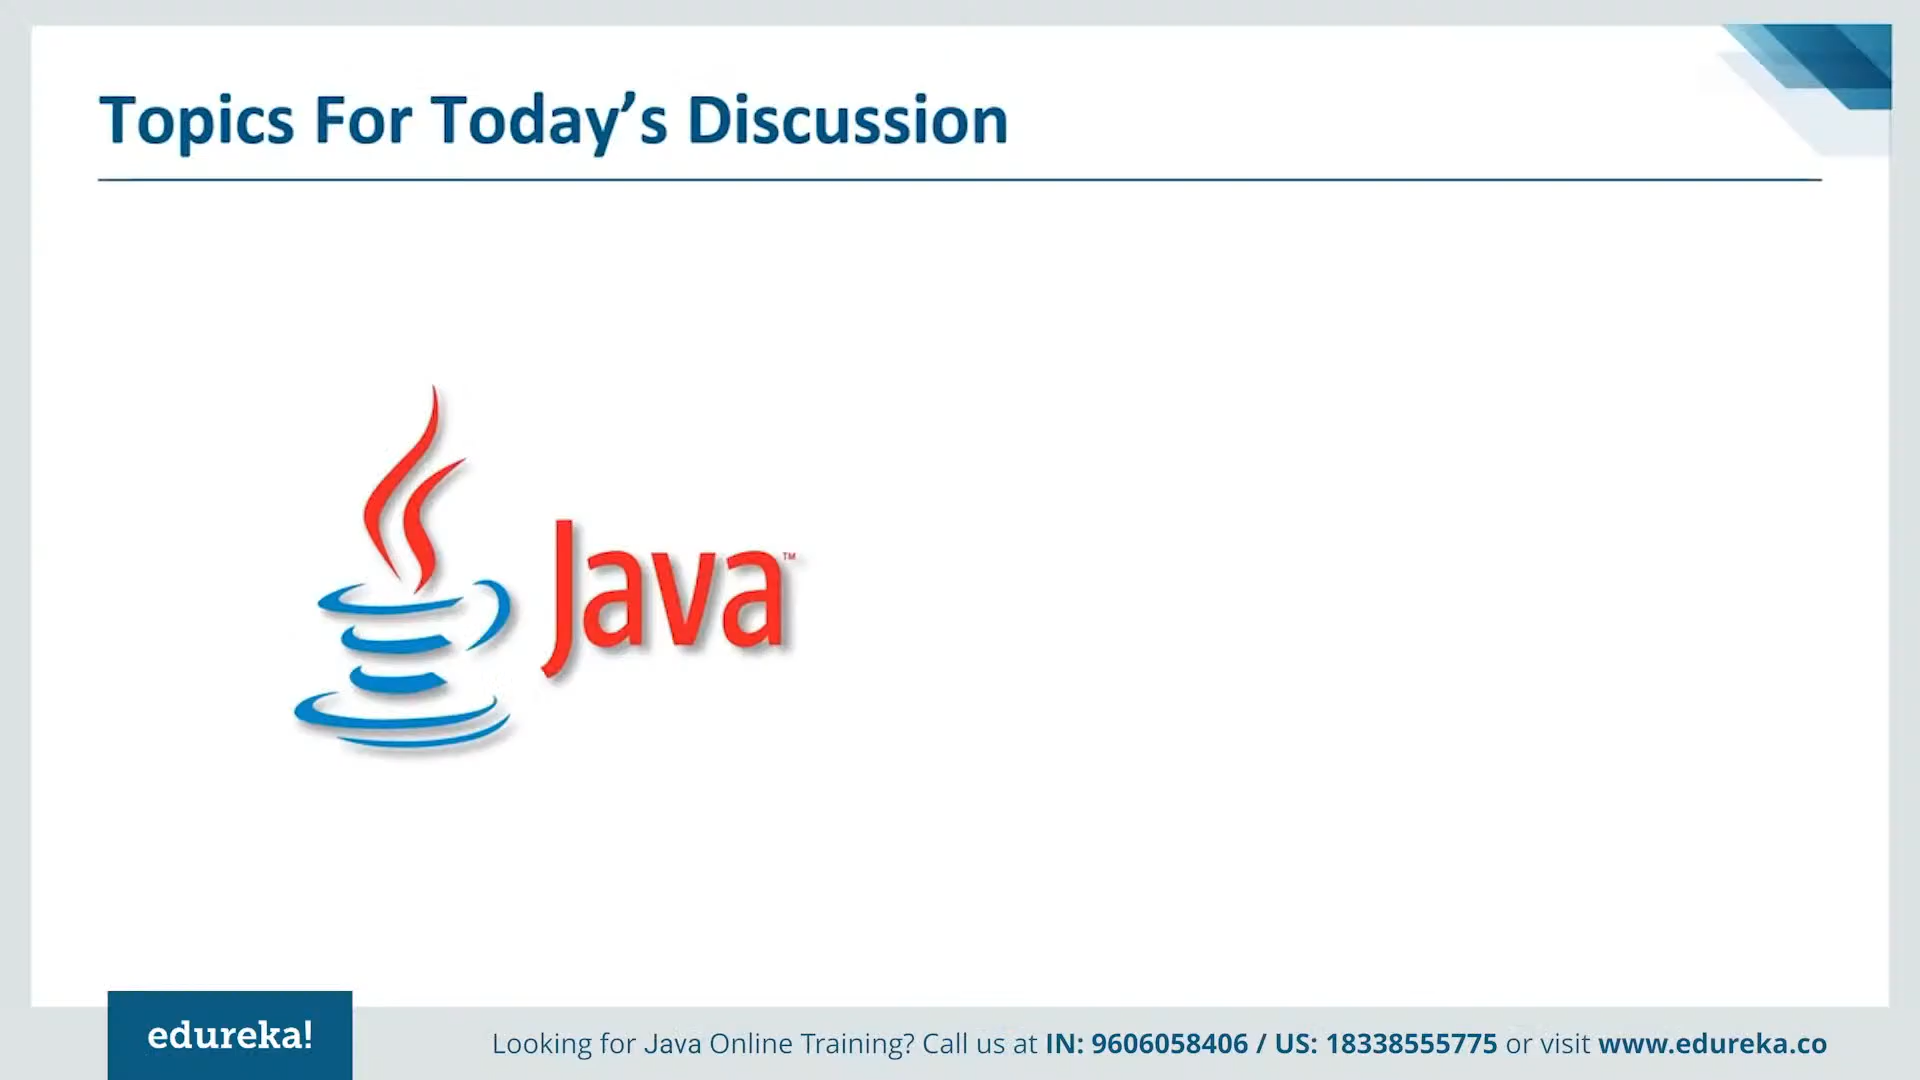 Topics For Today’s Discussion
Java™
edureka!
Looking for Java Online Training? Call us at IN: 9606058406 / US: 18338555775 or visit www.edureka.co